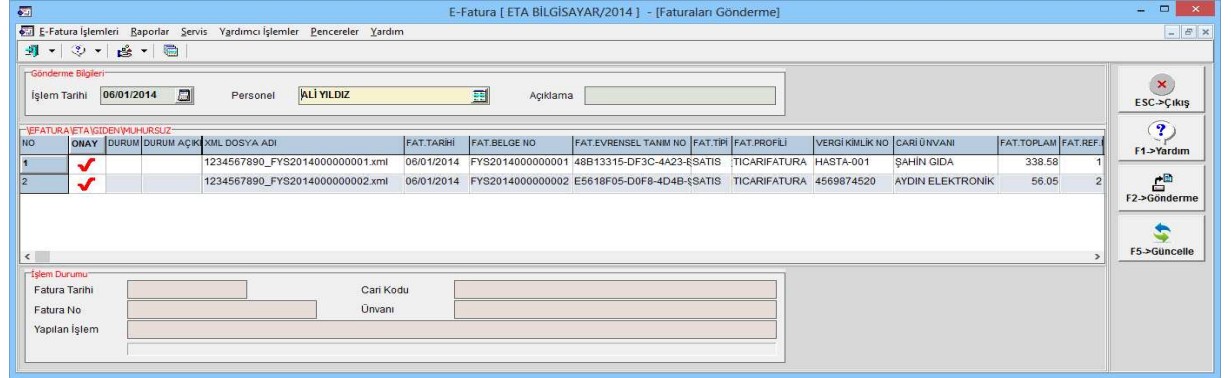 E-Fatura [ ETA BİLGİSAYAR/2014 ] - [Faturaları Gönderme]
E-Fatura İşlemleri Raporlar Servis Yardımcı İşlemler Pencereler Yardım
Gönderme Bilgileri
İşlem Tarihi 06/01/2014 Personel ALİ YILDIZ Açıklama
ESC->Çıkış
\EFATURA\ETA\GIDEN\MUHURSUZ
NO ONAY DURUM DURUM AÇIKI XML DOSYA ADI FAT.TARİHİ FAT.BELGE NO FAT.EVRENSEL TANIM NO FAT.TİPİ FAT.PROFİLİ VERGİ KİMLİK NO CARİ ÜNVANI FAT.TOPLAM FAT.REF.
1 1234567890_FYS2014000000001.xml 06/01/2014 FYS2014000000001 48B13315-DF3C-4A23- SATIS TICARIFATURA HASTA-001 ŞAHİN GIDA 338.58 1
2 1234567890_FYS2014000000002.xml 06/01/2014 FYS2014000000002 E5618F05-D0F8-4D4B- SATIS TICARIFATURA 4569874520 AYDIN ELEKTRONİK 56.05 2
F1->Yardım
F2->Gönderme
F5->Güncelle
İşlem Durumu
Fatura Tarihi Cari Kodu
Fatura No Ünvanı
Yapılan İşlem